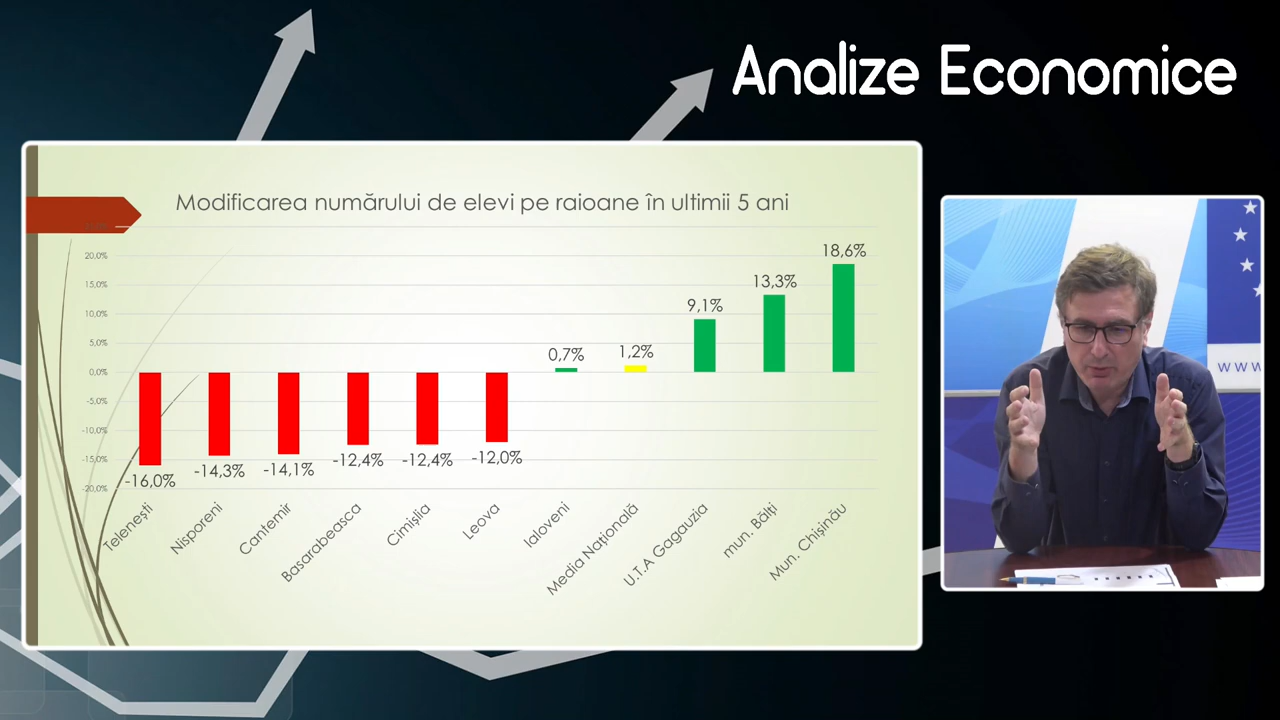 Analize Economice
Modificarea numărului de elevi pe raioane în ultimii 5 ani
20,0%
15,0%
10,0%
5,0%
0,0%
-5,0%
-10,0%
-15,0%
-20,0%
-16,0%
-14,3%
-14,1%
-12,4%
-12,4%
-12,0%
0,7%
1,2%
9,1%
13,3%
18,6%
Telenești
Nisporeni
Cantemir
Basarabeasca
Cimișlia
Leova
Ialoveni
Media Națională
U.T.A Gagauzia
mun. Bălți
Mun. Chișinău
WWW